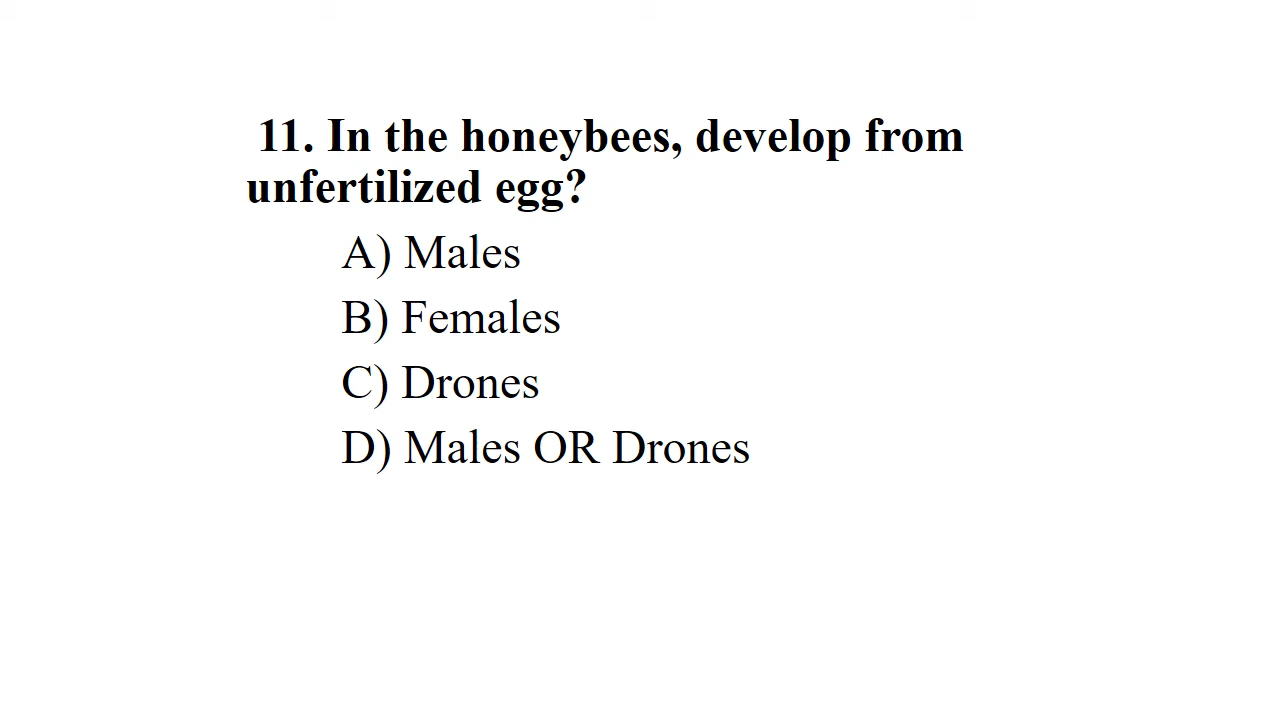 11. In the honeybees, develop from
unfertilized egg?
A) Males
B) Females
C) Drones
D) Males OR Drones